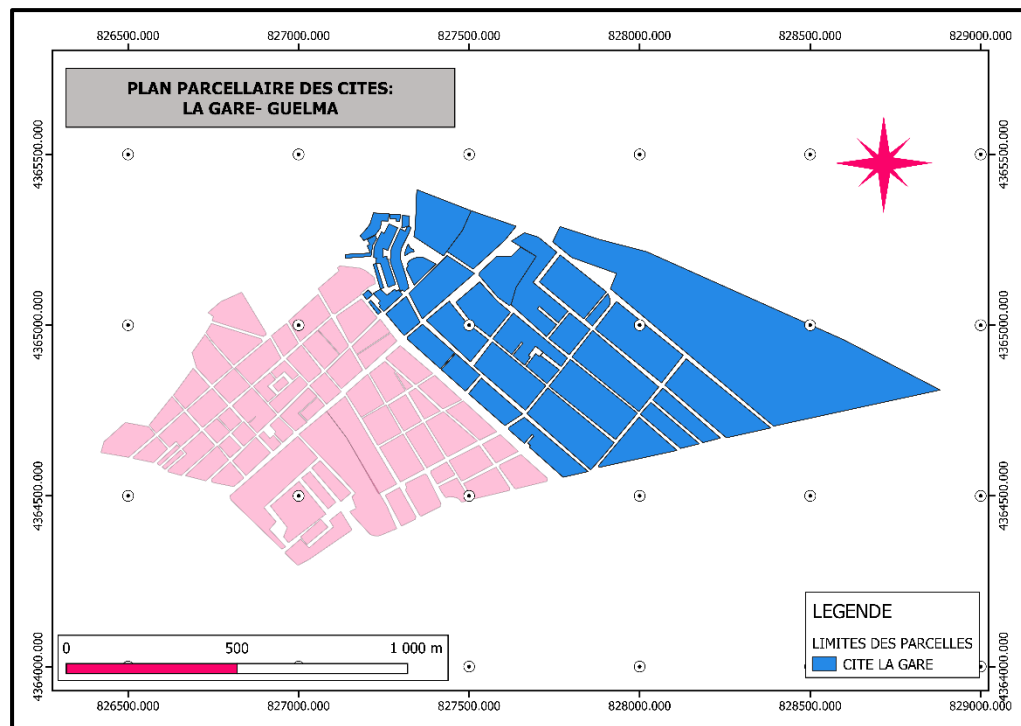 826500.000 827000.000 827500.000 828000.000 828500.000 829000.000
PLAN PARCELLAIRE DES CITES:
LA GARE- GUELMA
4365500.000 4365500.000
4365000.000 4365000.000
4364500.000 4364500.000
LEGENDE
LIMITES DES PARCELLES
CITE LA GARE
0 500 1 000 m
4364000.000 4364000.000
826500.000 827000.000 827500.000 828000.000 828500.000 829000.000